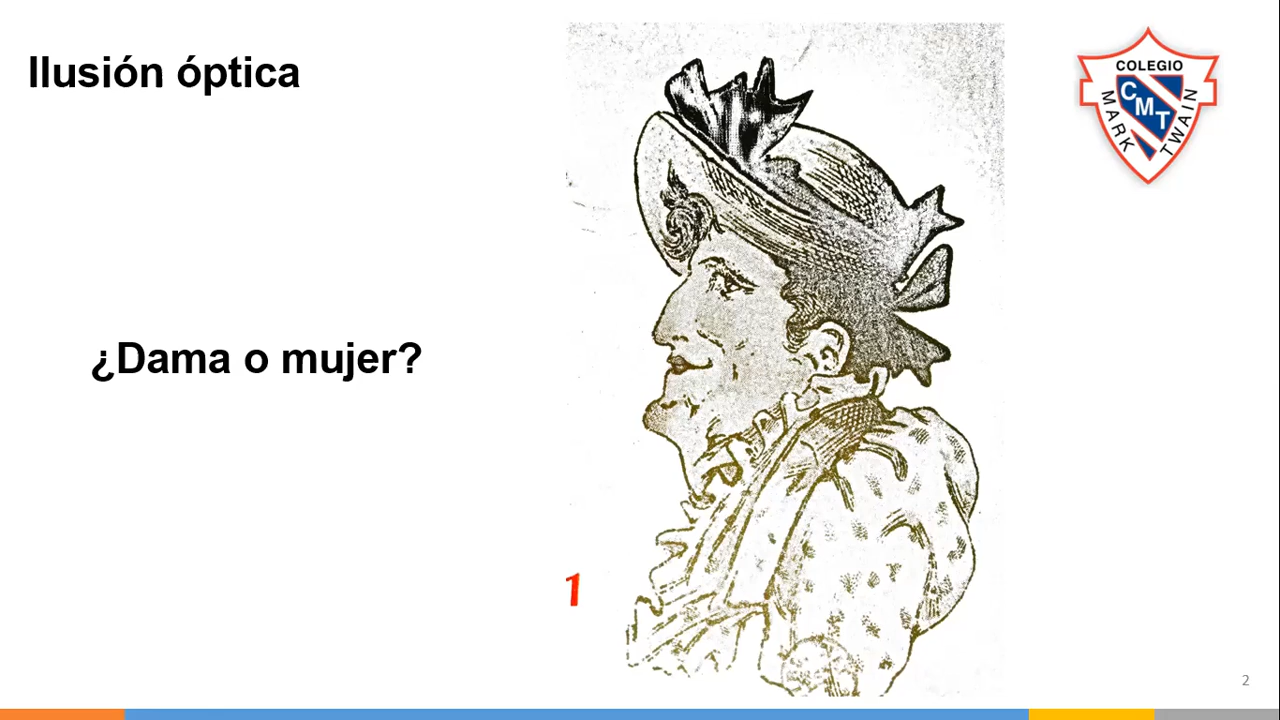 Ilusión óptica
COLEGIO
MARK
CMT
TWAIN
¿Dama o mujer?
1
2